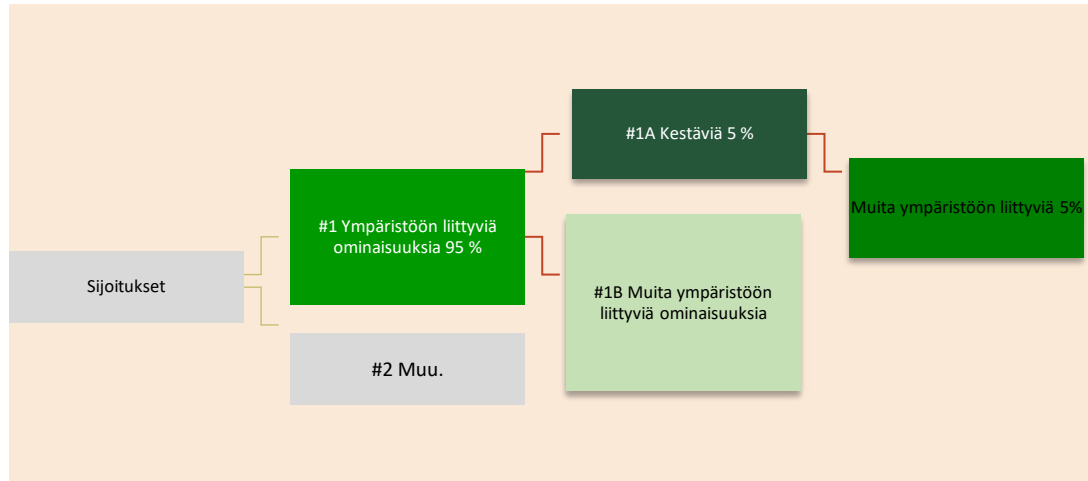 Sijoitukset
#1 Ympäristöön liittyviä
ominaisuuksia 95 %
#2 Muu.
#1A Kestäviä 5 %
#1B Muita ympäristöön
liittyviä ominaisuuksia
Muita ympäristöön liittyviä 5%